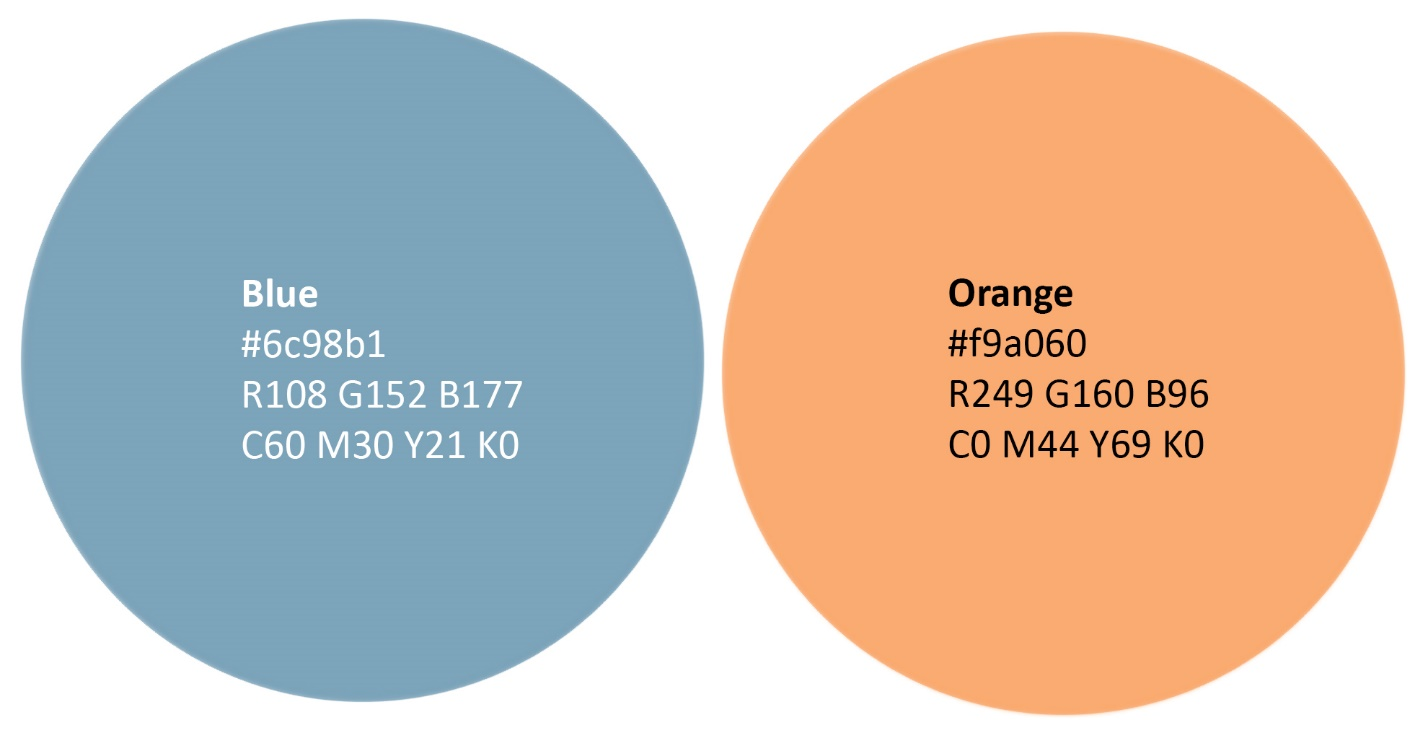 Blue
#6c98b1
R108 G152 B177
C60 M30 Y21 K0
Orange
#f9a060
R249 G160 B96
C0 M44 Y69 K0